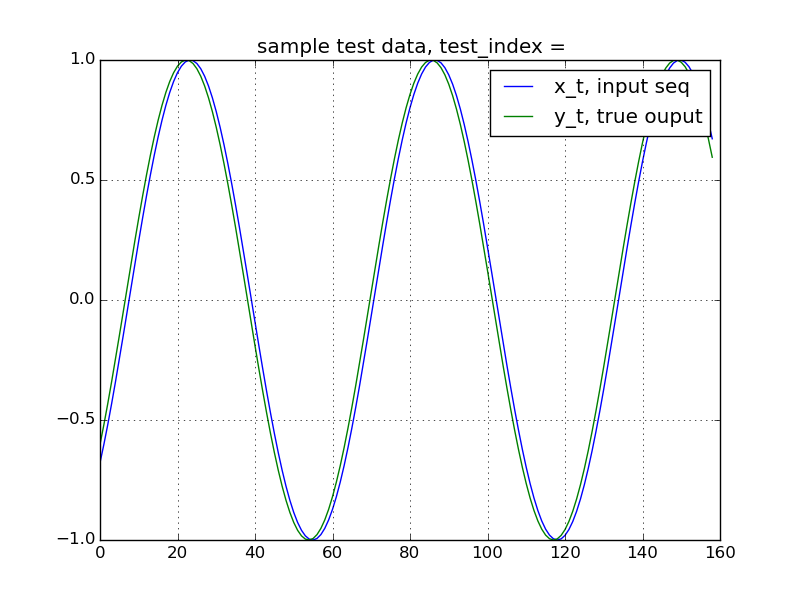 sample test data, test_index =
x_t, input seq
y_t, true ouput
1.0
0.5
0.0
−0.5
−1.0
0 20 40 60 80 100 120 140 160